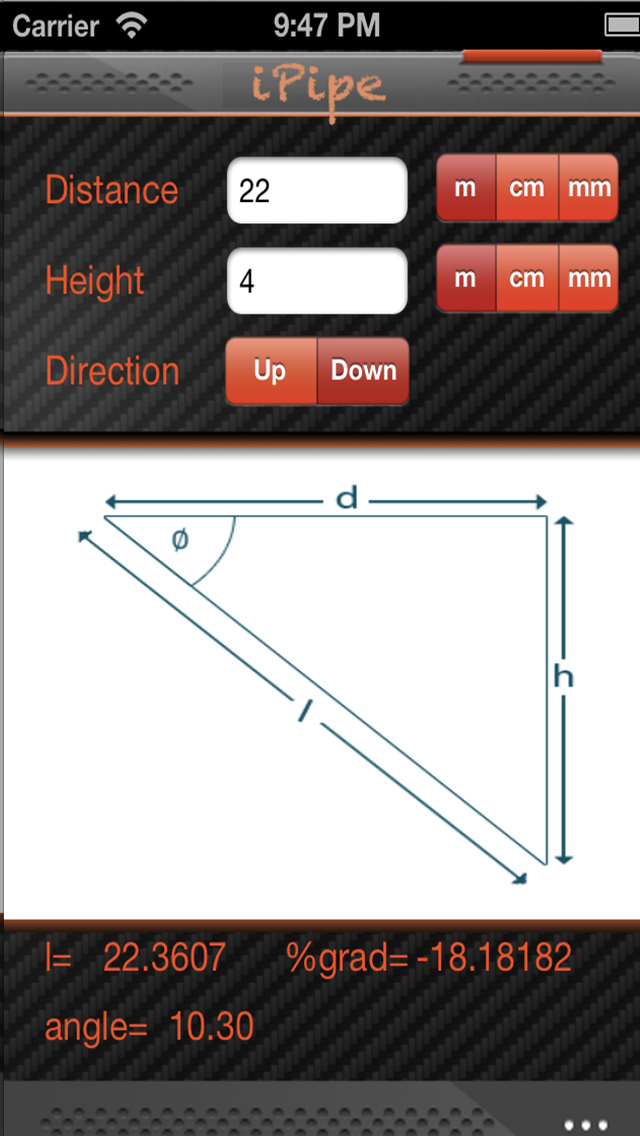 Carrier 9:47 PM
iPipe
Distance 22 m cm mm
Height 4 m cm mm
Direction Up Down
d
ø
h
l
l= 22.3607 %grad= -18.18182
angle= 10.30
...